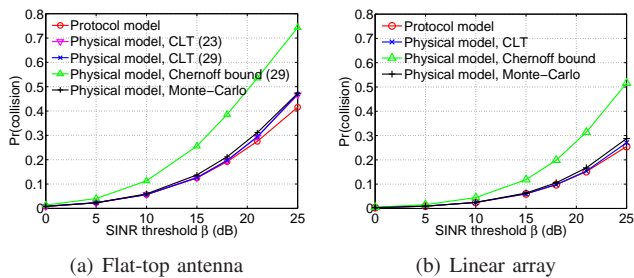 Pr(collision)
0.8
0.7
0.6
0.5
0.4
0.3
0.2
0.1
0
0 5 10 15 20 25
SINR threshold β (dB)
Protocol model
Physical model, CLT (23)
Physical model, CLT (29)
Physical model, Chernoff bound (29)
Physical model, Monte−Carlo
(a) Flat-top antenna
Pr(collision)
0.8
0.7
0.6
0.5
0.4
0.3
0.2
0.1
0
0 5 10 15 20 25
SINR threshold β (dB)
Protocol model
Physical model, CLT
Physical model, Chernoff bound
Physical model, Monte−Carlo
(b) Linear array